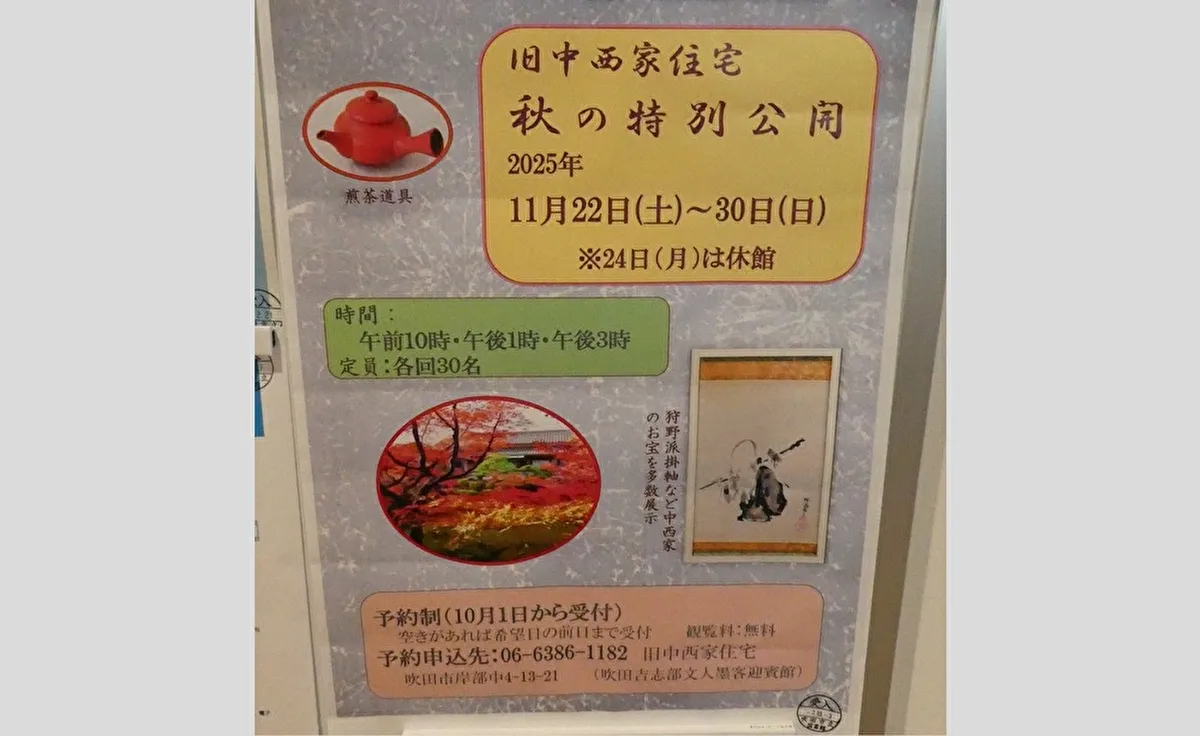 旧中西家住宅
秋の特別公開
2025年
11月22日(土)～30日(日)
※24日(月)は休館
煎茶道具
時間：
午前10時・午後1時・午後3時
定員：各回30名
狩野派掛軸など中西家
のお宝を多数展示
予約制(10月1日から受付)
空きがあれば希望日の前日まで受付 観覧料：無料
予約申込先：06-6386-1182 旧中西家住宅
吹田市岸部中4-13-21 (吹田吉志部文人墨客迎賓館)
受入